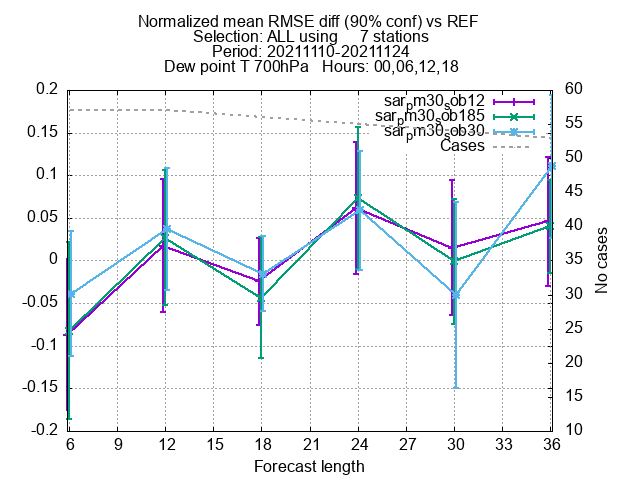 Normalized mean RMSE diff (90% conf) vs REF
Selection: ALL using 7 stations
Period: 20211110-20211124
Dew point T 700hPa Hours: 00,06,12,18
0.2
0.15
0.1
0.05
0
-0.05
-0.1
-0.15
-0.2
sarpm30sob12
sarpm30sob185
sarpm30sob30
Cases
60
55
50
45
40
35
30
25
20
15
10
No cases
6 9 12 15 18 21 24 27 30 33 36
Forecast length